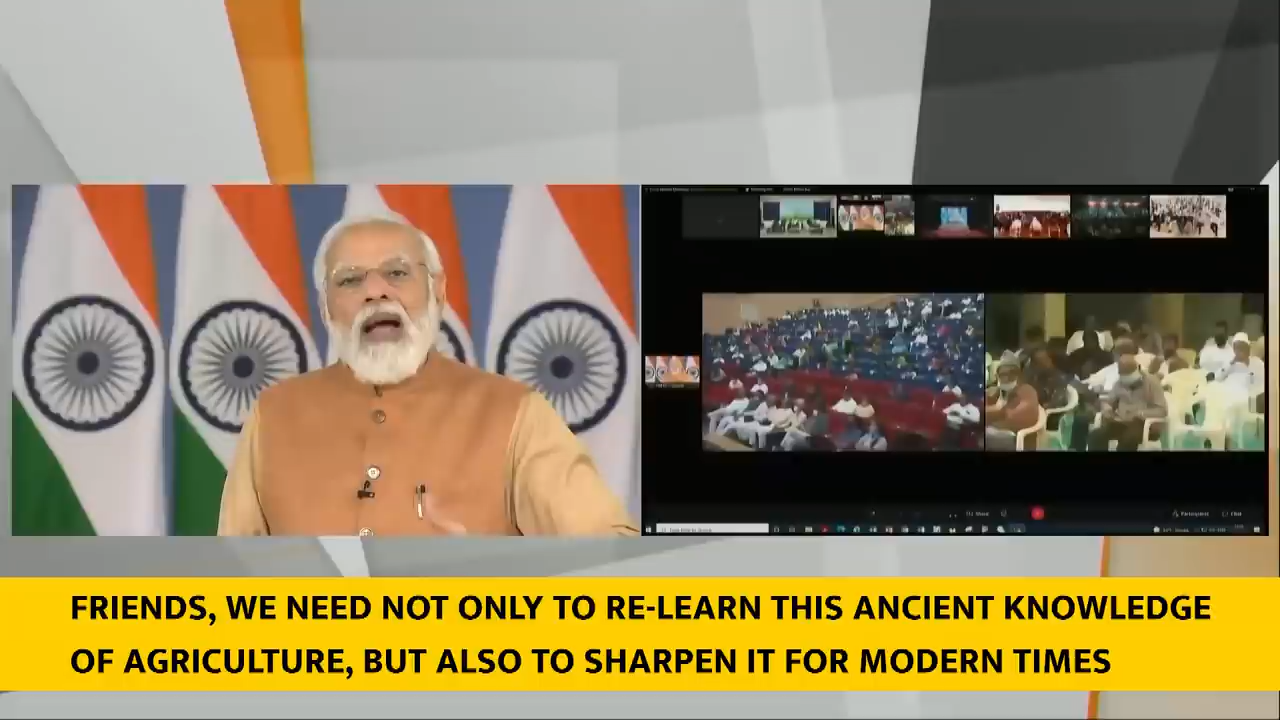 FRIENDS, WE NEED NOT ONLY TO RE-LEARN THIS ANCIENT KNOWLEDGE
OF AGRICULTURE, BUT ALSO TO SHARPEN IT FOR MODERN TIMES